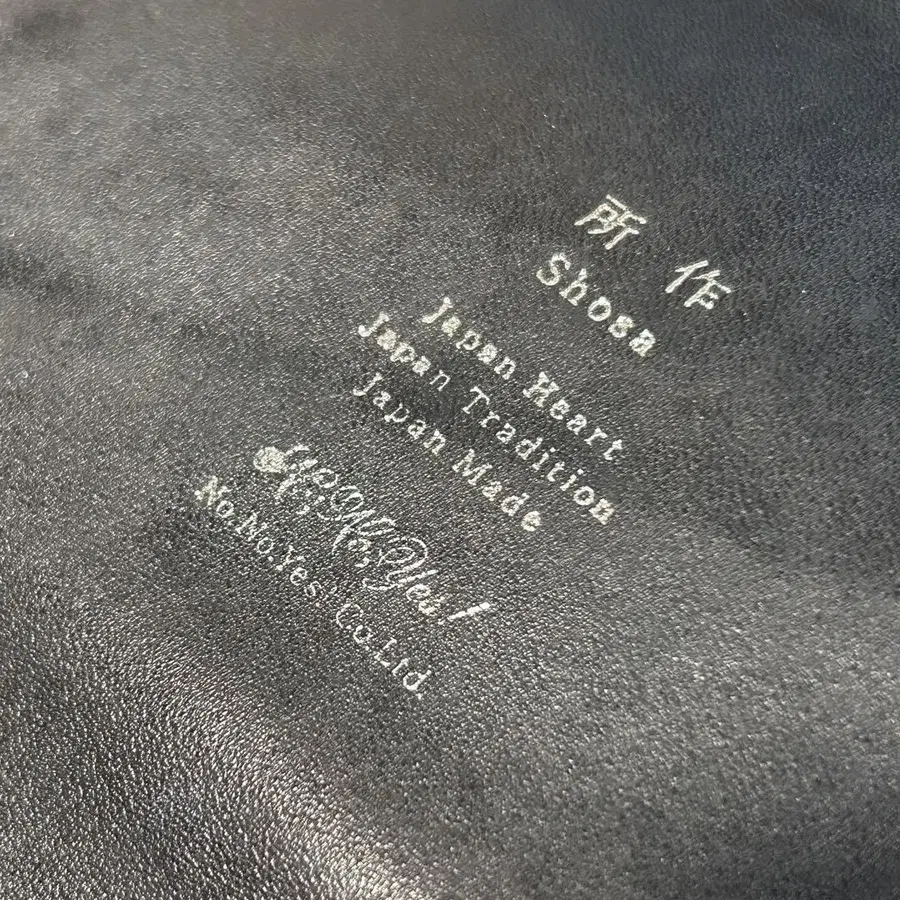 所 作
Shosa
Japan Heart
Japan Tradition
Japan Made
No,No,Yes!
No.No.Yes Co.Ltd.